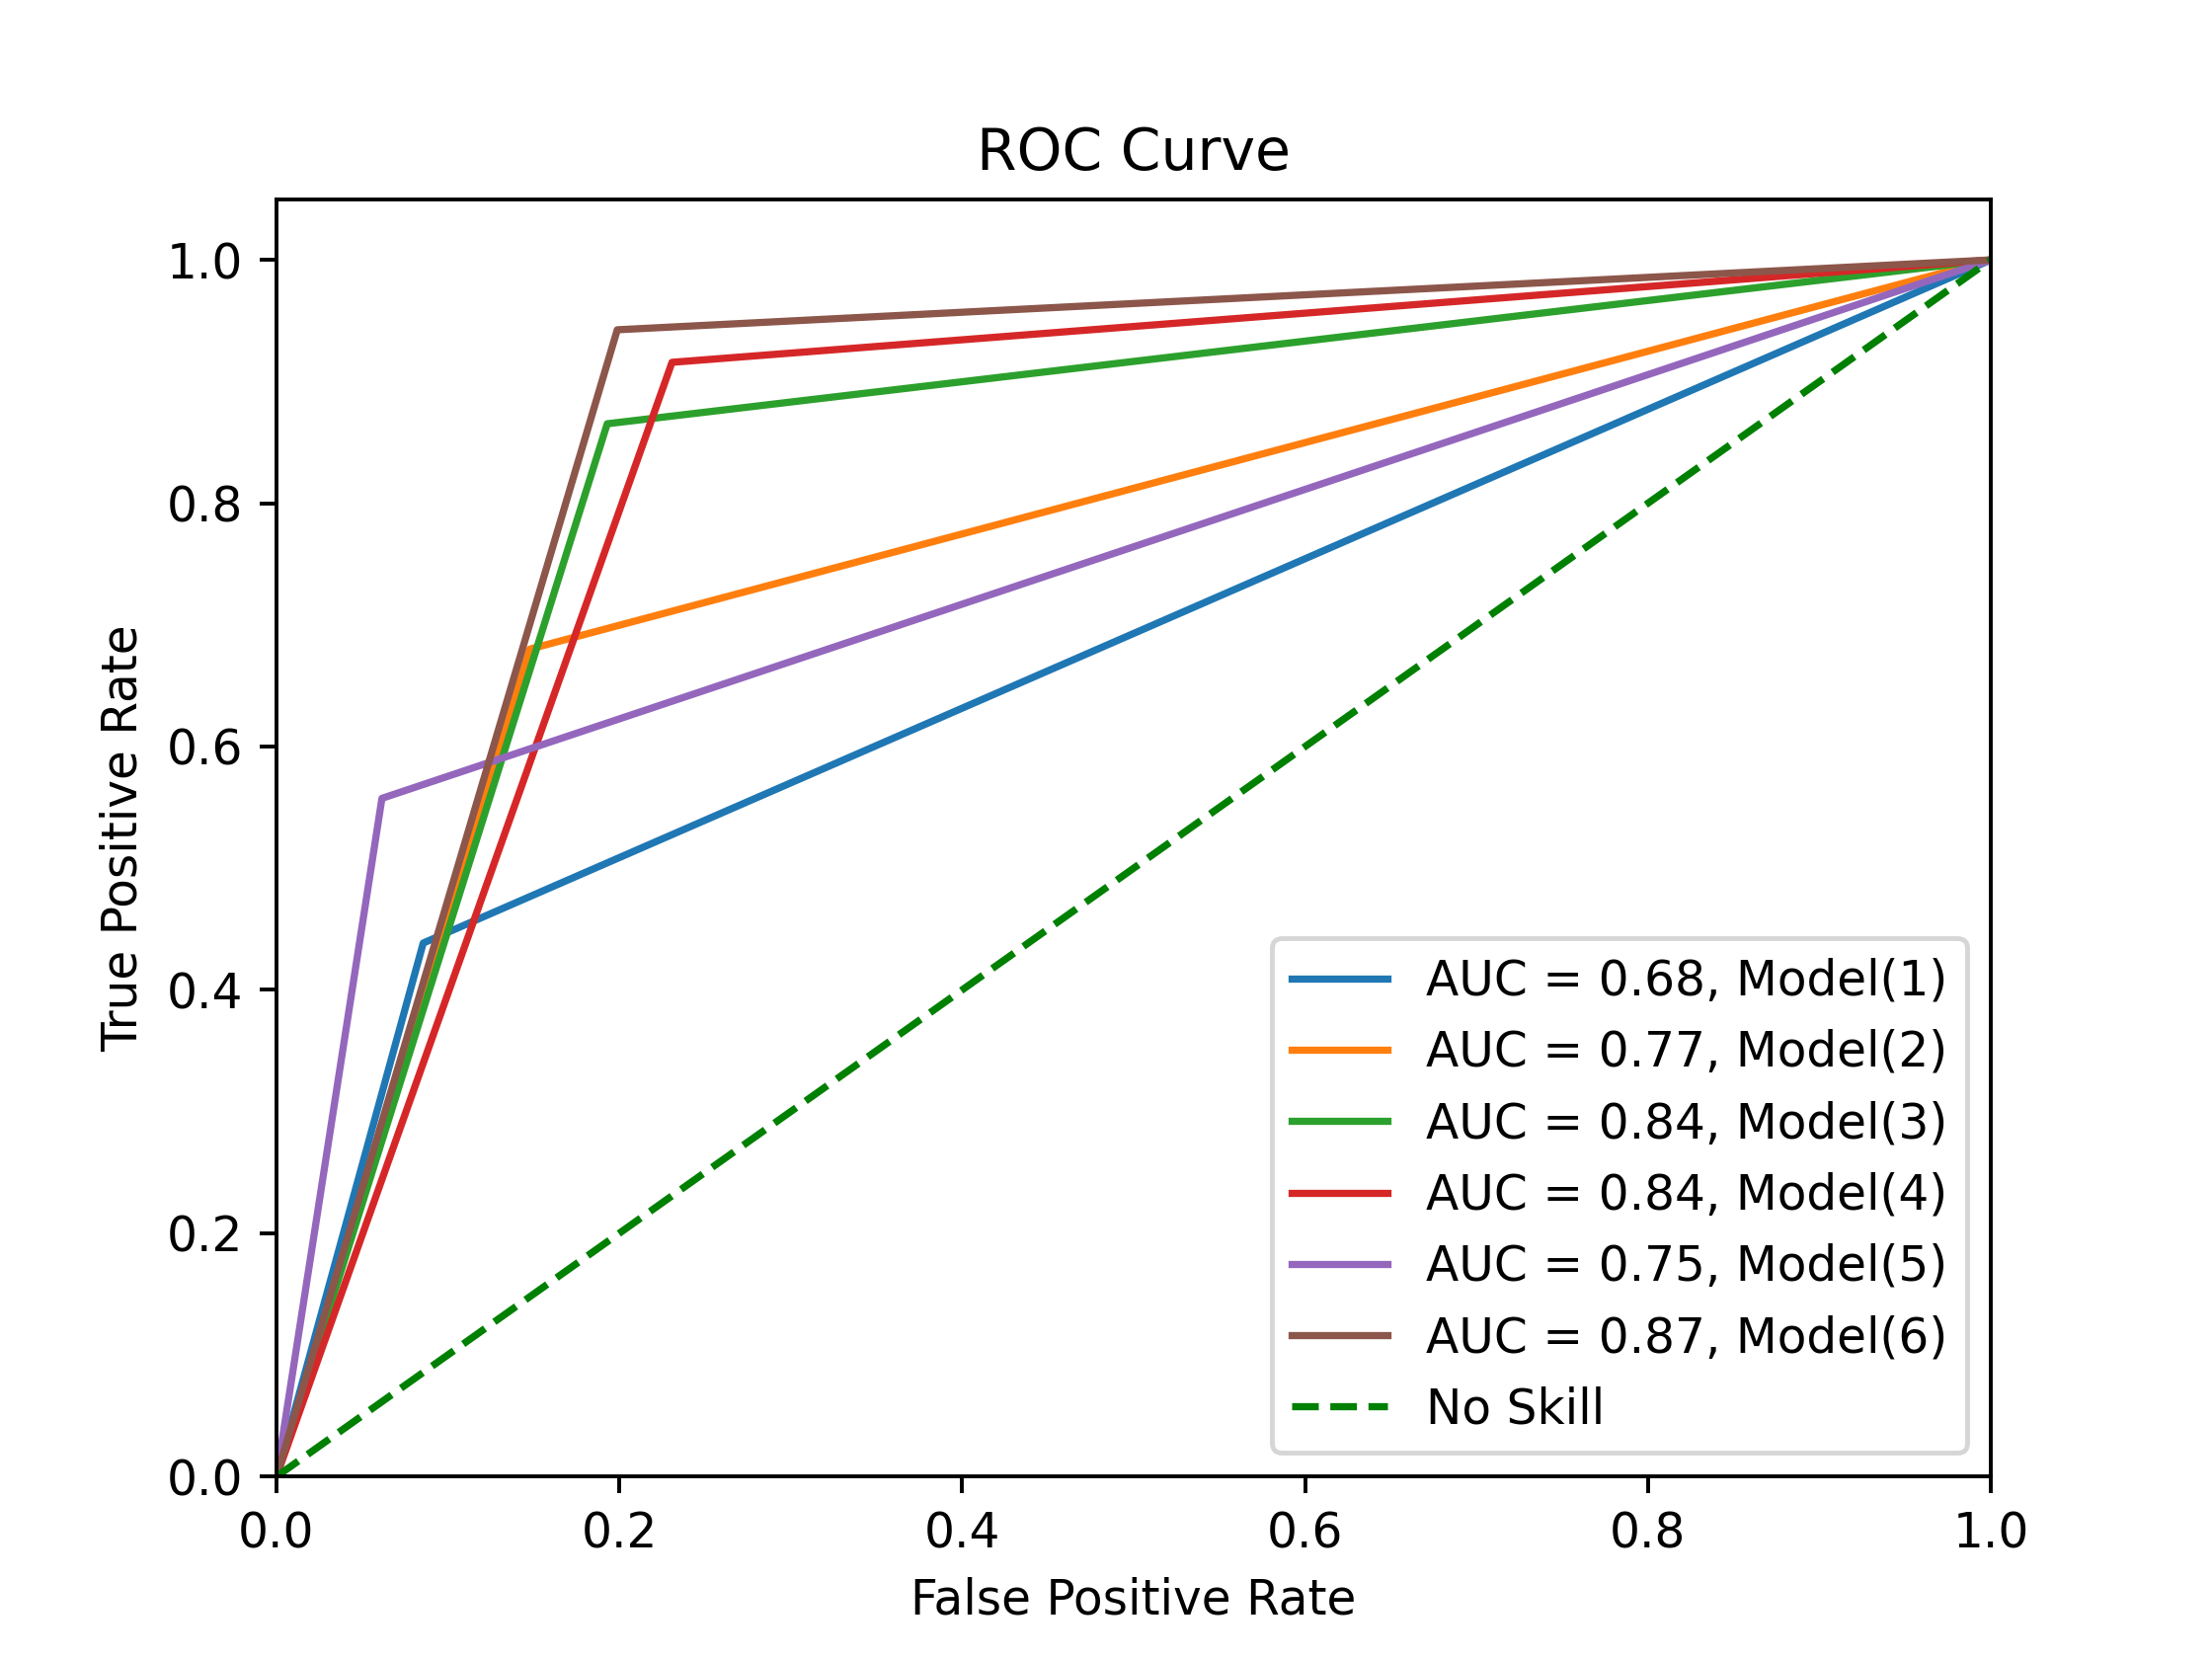 ROC Curve
1.0
0.8
0.6
0.4
0.2
0.0
True Positive Rate
0.0 0.2 0.4 0.6 0.8 1.0
False Positive Rate
AUC = 0.68, Model(1)
AUC = 0.77, Model(2)
AUC = 0.84, Model(3)
AUC = 0.84, Model(4)
AUC = 0.75, Model(5)
AUC = 0.87, Model(6)
No Skill